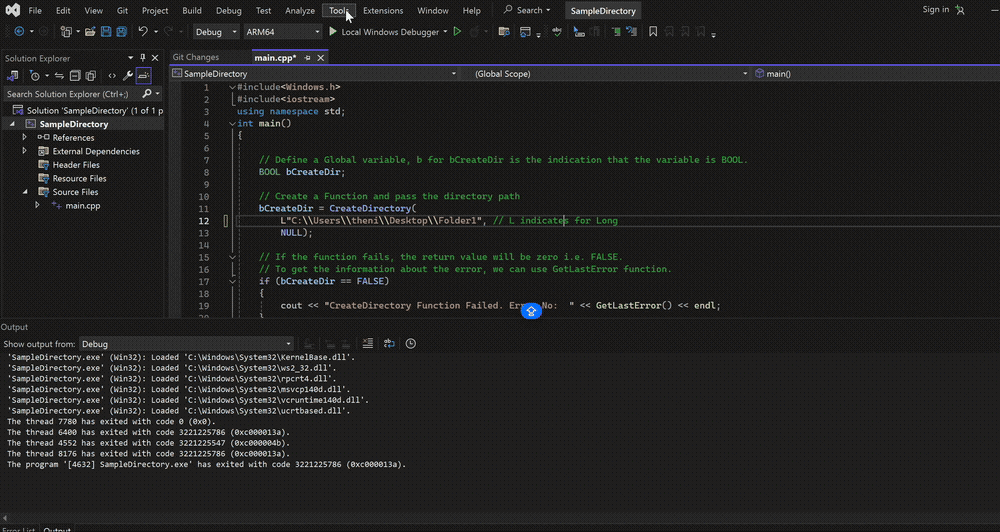 File Edit View Git Project Build Debug Test Analyze Tools Extensions Window Help Search SampleDirectory Sign in
Debug ARM64 Local Windows Debugger
Solution Explorer
Search Solution Explorer (Ctrl+;)
Solution 'SampleDirectory' (1 of 1 p
SampleDirectory
References
External Dependencies
Header Files
Resource Files
Source Files
main.cpp
Git Changes main.cpp*
SampleDirectory (Global Scope) main()
1 #include<Windows.h>
2 #include<iostream>
3 using namespace std;
4 int main()
5 {
6
7 // Define a Global variable, b for bCreateDir is the indication that the variable is BOOL.
8 BOOL bCreateDir;
9
10 // Create a Function and pass the directory path
11 bCreateDir = CreateDirectory(
12 L"C:\\Users\\theni\\Desktop\\Folder1", // L indicates for Long
13 NULL);
14
15 // If the function fails, the return value will be zero i.e. FALSE.
16 // To get the information about the error, we can use GetLastError function.
17 if (bCreateDir == FALSE)
18 {
19 cout << "CreateDirectory Function Failed. Error No: " << GetLastError() << endl;
20 }
Output
Show output from: Debug
'SampleDirectory.exe' (Win32): Loaded 'C:\Windows\System32\KernelBase.dll'.
'SampleDirectory.exe' (Win32): Loaded 'C:\Windows\System32\ws2_32.dll'.
'SampleDirectory.exe' (Win32): Loaded 'C:\Windows\System32\rpcrt4.dll'.
'SampleDirectory.exe' (Win32): Loaded 'C:\Windows\System32\msvcp140d.dll'.
'SampleDirectory.exe' (Win32): Loaded 'C:\Windows\System32\vcruntime140d.dll'.
'SampleDirectory.exe' (Win32): Loaded 'C:\Windows\System32\ucrtbased.dll'.
The thread 7780 has exited with code 0 (0x0).
The thread 6400 has exited with code 3221225786 (0xc000013a).
The thread 4552 has exited with code 3221225547 (0xc000004b).
The thread 8176 has exited with code 3221225786 (0xc000013a).
The program '[4632] SampleDirectory.exe' has exited with code 3221225786 (0xc000013a).
Error List Output